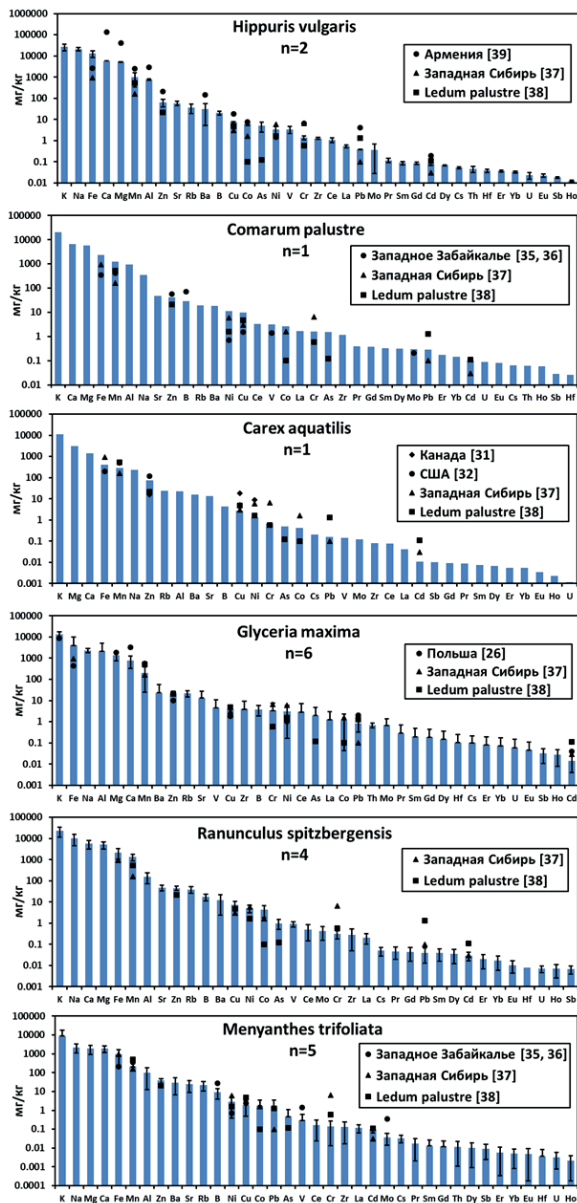 Hippuris vulgaris
n=2
мг/кг
1000000
100000
10000
1000
100
10
1
0.1
0.01
Армения [39]
Западная Сибирь [37]
Ledum palustre [38]
K Na Fe Ca Mg Mn Al Zn Sr Rb Ba B Cu Co As Ni V Cr Zr Ce La Pb Mo Pr Sm Gd Cd Dy Cs Th Hf Er Yb U Eu Sb Ho
Comarum palustre
n=1
мг/кг
100000
10000
1000
100
10
1
0.1
0.01
Западное Забайкалье [35, 36]
Западная Сибирь [37]
Ledum palustre [38]
K Ca Mg Fe Mn Al Na Sr Zn B Rb Ba Ni Cu Ce V Co La Cr As Zr Pr Gd Sm Dy Mo Pb Er Yb Cd U Eu Cs Th Ho Sb Hf
Carex aquatilis
n=1
мг/кг
100000
10000
1000
100
10
1
0.1
0.01
0.001
Канада [31]
США [32]
Западная Сибирь [37]
Ledum palustre [38]
K Mg Ca Fe Mn Na Zn Rb Al Ba Sr B Cu Ni Cr As Co Cs Pb V Mo Zr Ce La Cd Sb Gd Pr Sm Dy Er Yb Eu Ho U
Glyceria maxima
n=6
мг/кг
100000
10000
1000
100
10
1
0.1
0.01
0.001
Польша [26]
Западная Сибирь [37]
Ledum palustre [38]
K Fe Na Al Mg Ca Mn Ba Zn Rb Sr V Cu Zr B Cr Ni Ce As La Co Pb Th Mo Pr Sm Gd Dy Hf Cs Er Yb U Eu Sb Ho Cd
Ranunculus spitzbergensis
n=4
мг/кг
100000
10000
1000
100
10
1
0.1
0.01
0.001
Западная Сибирь [37]
Ledum palustre [38]
K Na Ca Mg Fe Mn Al Sr Zn Rb B Ba Cu Ni Co As V Ce Mo Cr Zr La Cs Pr Gd Pb Sm Dy Cd Er Yb Eu Hf U Ho Sb
Menyanthes trifoliata
n=5
мг/кг
100000
10000
1000
100
10
1
0.1
0.01
0.001
0.0001
Западное Забайкалье [35, 36]
Западная Сибирь [37]
Ledum palustre [38]
K Na Mg Ca Fe Mn Al Zn Ba Sr Rb B Ni Cu Co Pb As V Ce Cr Zr La Cd Mo Cs Pr Sm Gd Th Dy Sb Er Yb Eu Hf U Ho